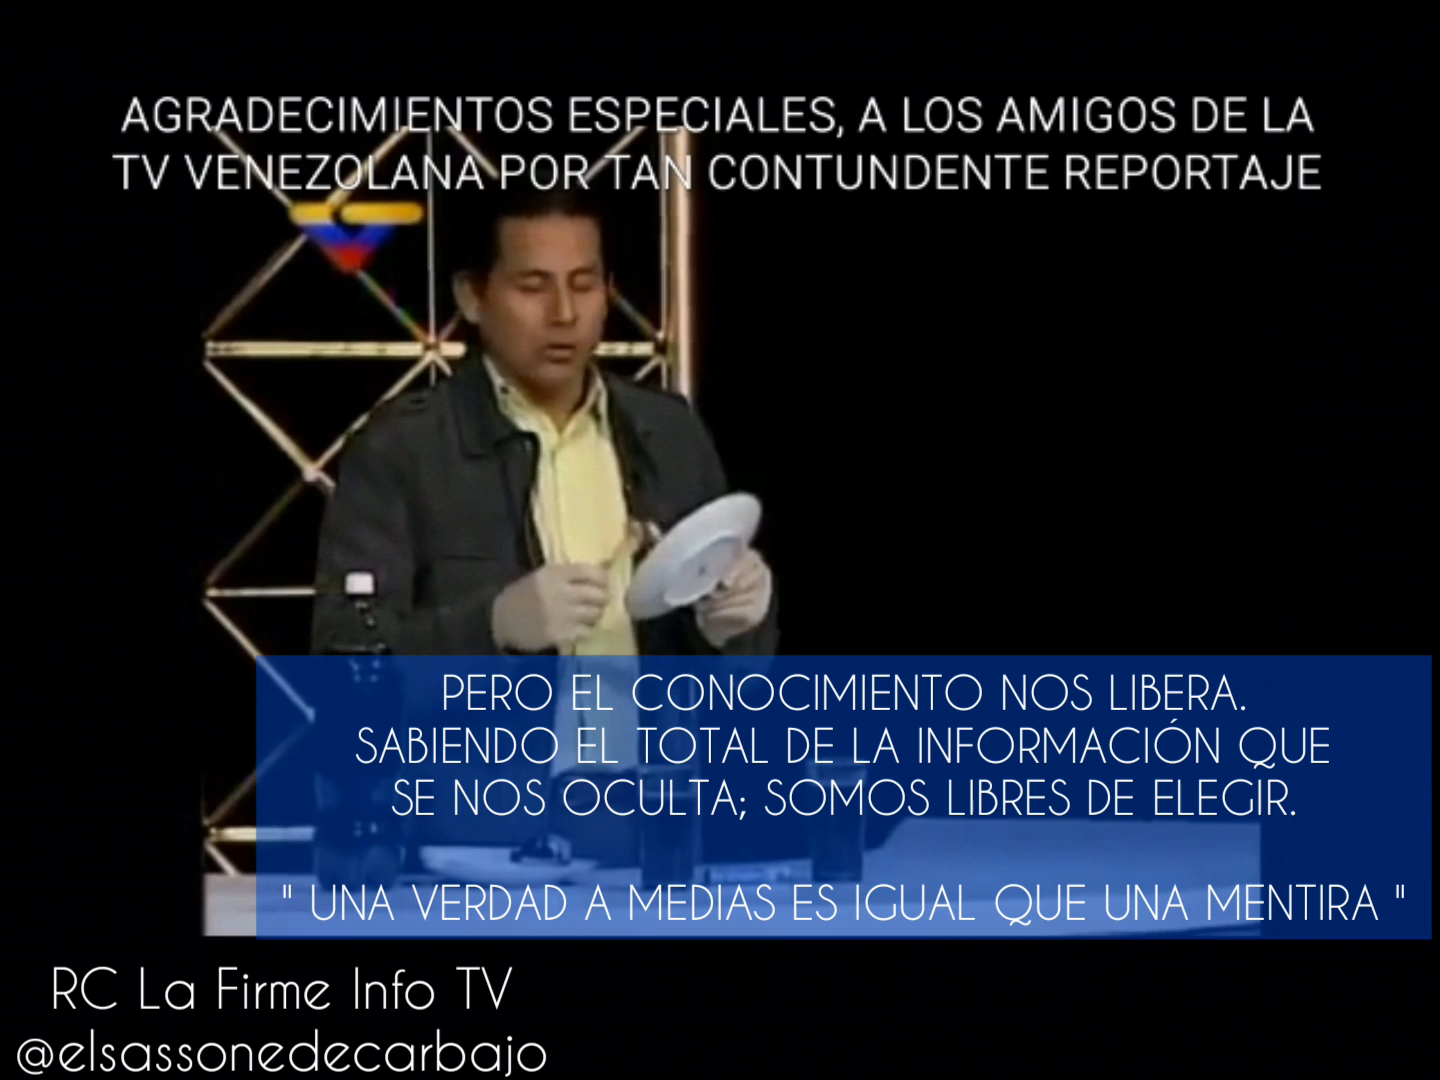 AGRADECIMIENTOS ESPECIALES, A LOS AMIGOS DE LA
TV VENEZOLANA POR TAN CONTUNDENTE REPORTAJE
PERO EL CONOCIMIENTO NOS LIBERA.
SABIENDO EL TOTAL DE LA INFORMACIÓN QUE
SE NOS OCULTA; SOMOS LIBRES DE ELEGIR.
" UNA VERDAD A MEDIAS ES IGUAL QUE UNA MENTIRA "
RC La Firme Info TV
@elsassonedecarbajo